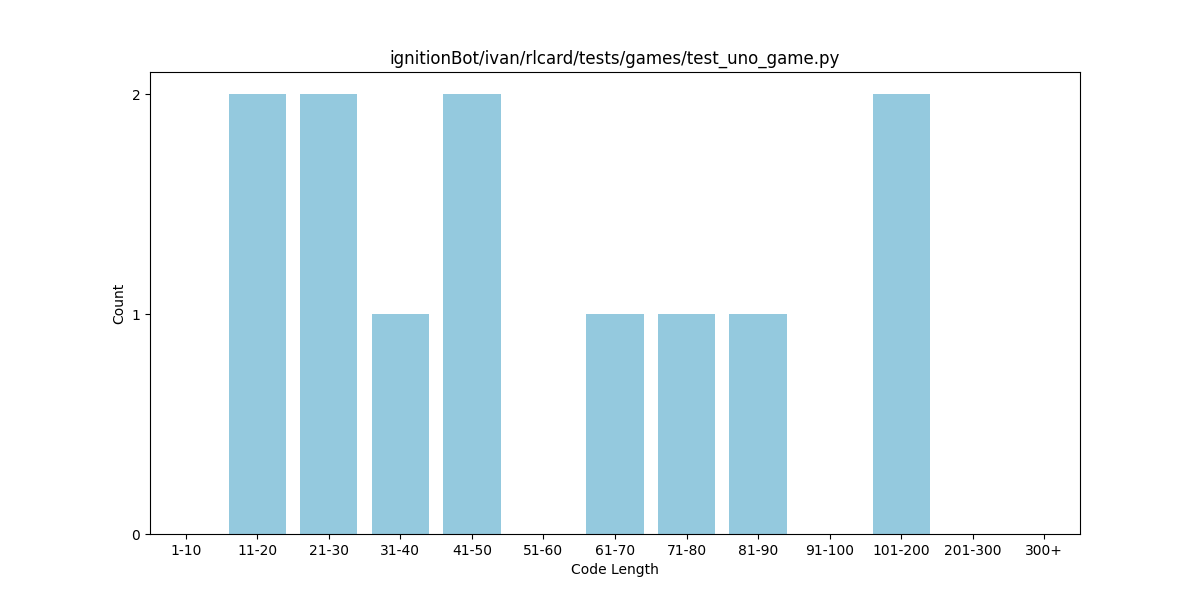 ignitionBot/ivan/rlcard/tests/games/test_uno_game.py
2
1
0
Count
1-10 11-20 21-30 31-40 41-50 51-60 61-70 71-80 81-90 91-100 101-200 201-300 300+
Code Length